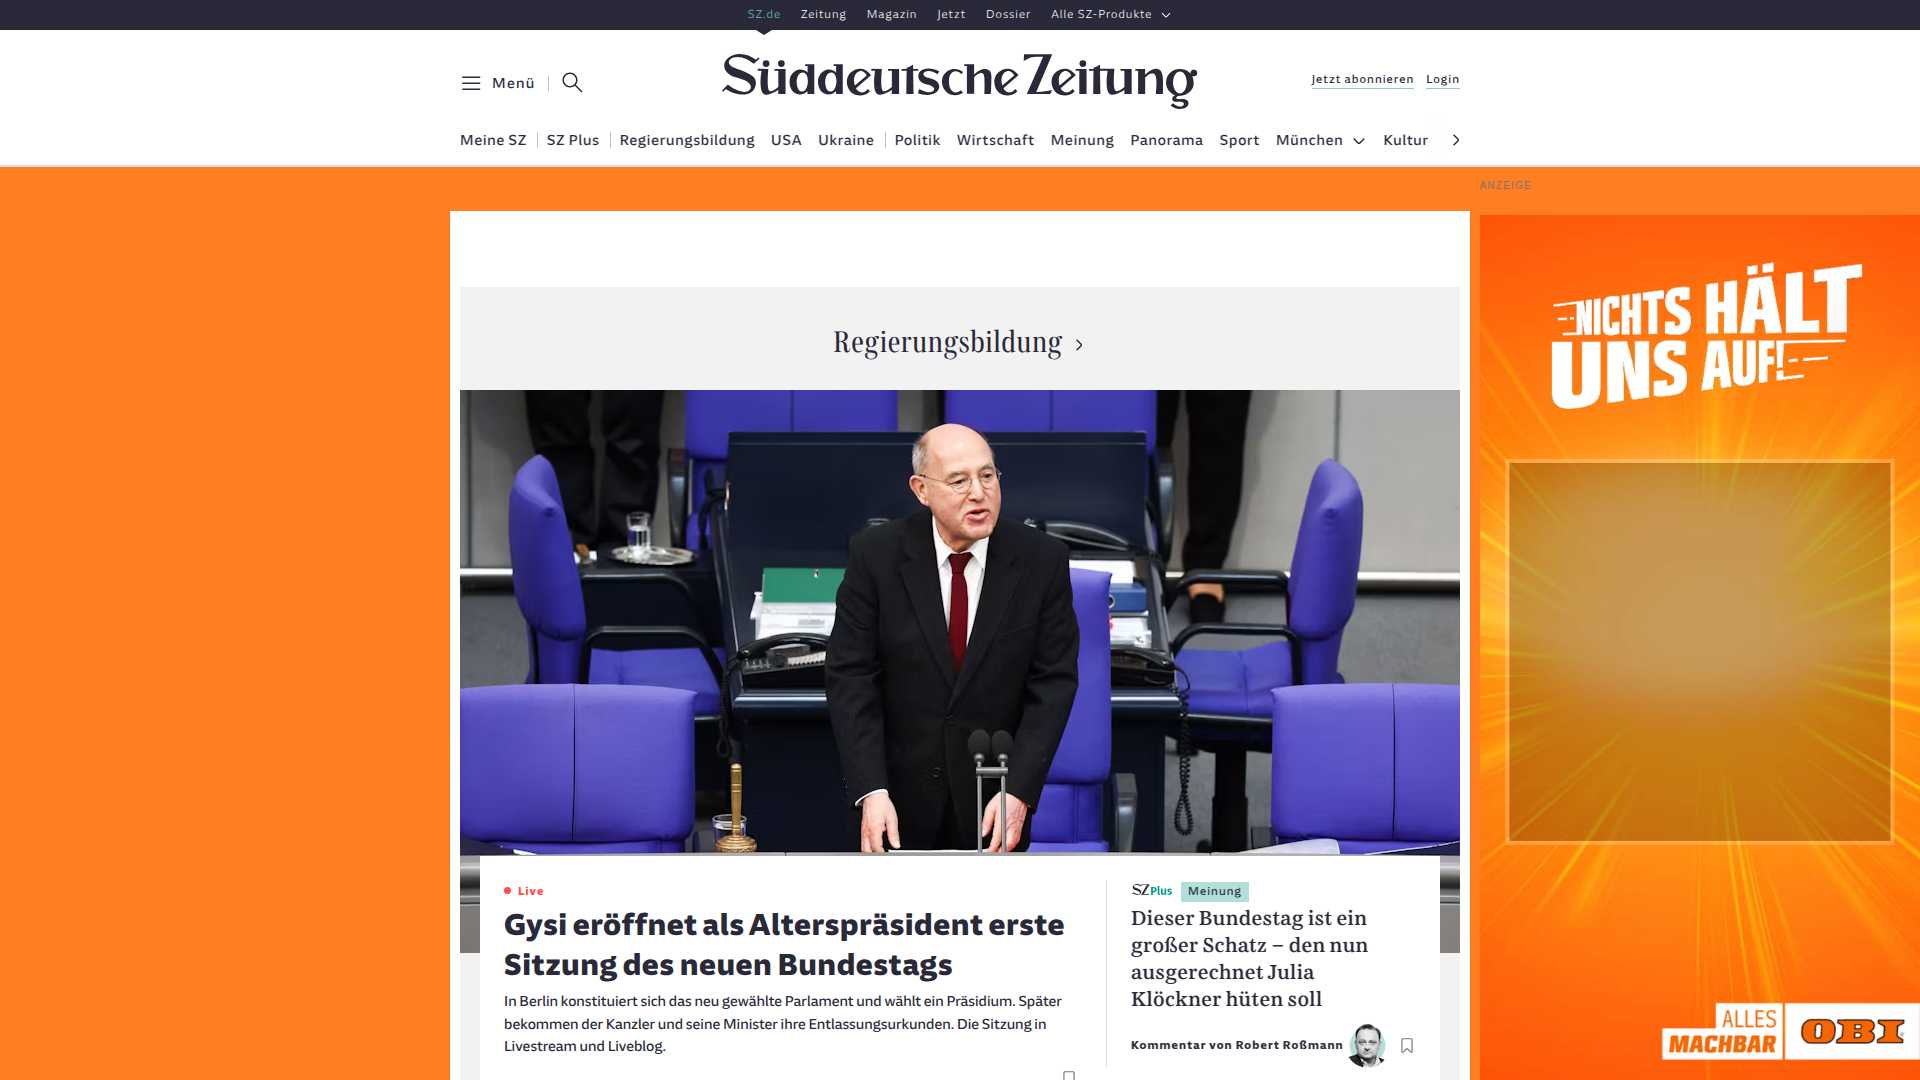 SZ.de Zeitung Magazin Jetzt Dossier Alle SZ-Produkte
Menü
Süddeutsche Zeitung
Jetzt abonnieren Login
Meine SZ SZ Plus Regierungsbildung USA Ukraine Politik Wirtschaft Meinung Panorama Sport München Kultur
ANZEIGE
NICHTS HÄLT
UNS AUF!
Regierungsbildung
Live
Gysi eröffnet als Alterspräsident erste
Sitzung des neuen Bundestags
In Berlin konstituiert sich das neu gewählte Parlament und wählt ein Präsidium. Später
bekommen der Kanzler und seine Minister ihre Entlassungsurkunden. Die Sitzung in
Livestream und Liveblog.
SZ Plus Meinung
Dieser Bundestag ist ein
großer Schatz – den nun
ausgerechnet Julia
Klöckner hüten soll
Kommentar von Robert Roßmann
ALLES
MACHBAR
OBI